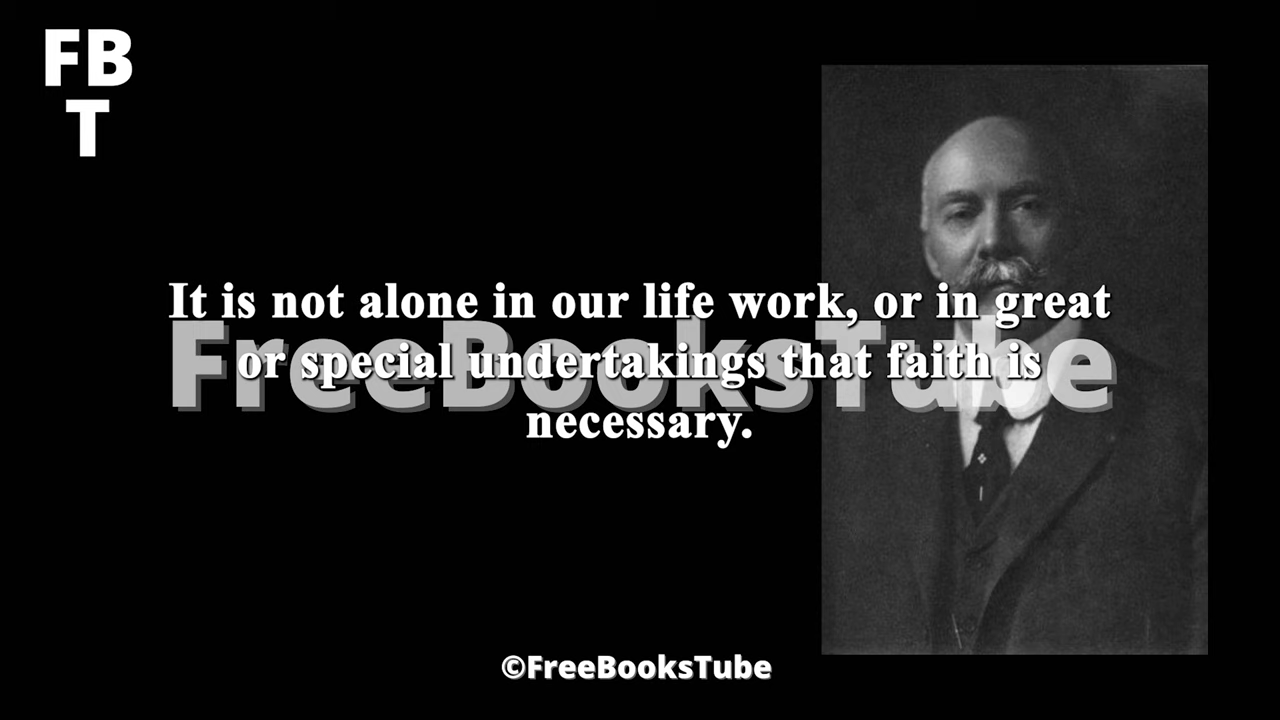 FB
T
It is not alone in our life work, or in great
or special undertakings that faith is
necessary.
FreeBooksTube
©FreeBooksTube